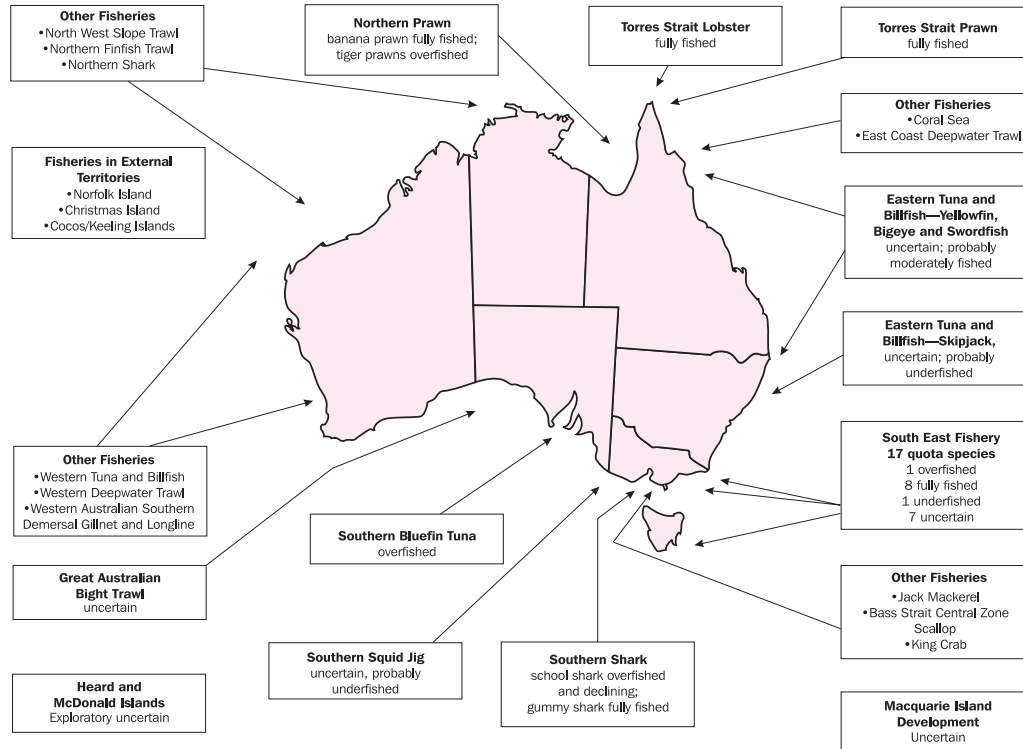 Other Fisheries
•North West Slope Trawl
•Northern Finfish Trawl
•Northern Shark
Northern Prawn
banana prawn fully fished;
tiger prawns overfished
Torres Strait Lobster
fully fished
Torres Strait Prawn
fully fished
Other Fisheries
•Coral Sea
•East Coast Deepwater Trawl
Fisheries in External
Territories
•Norfolk Island
•Christmas Island
•Cocos/Keeling Islands
Eastern Tuna and
Billfish—Yellowfin,
Bigeye and Swordfish
uncertain; probably
moderately fished
Eastern Tuna and
Billfish—Skipjack,
uncertain; probably
underfished
Other Fisheries
•Western Tuna and Billfish
•Western Deepwater Trawl
•Western Australian Southern
Demersal Gillnet and Longline
South East Fishery
17 quota species
1 overfished
8 fully fished
1 underfished
7 uncertain
Southern Bluefin Tuna
overfished
Great Australian
Bight Trawl
uncertain
Other Fisheries
•Jack Mackerel
•Bass Strait Central Zone
Scallop
•King Crab
Southern Squid Jig
uncertain, probably
underfished
Southern Shark
school shark overfished
and declining;
gummy shark fully fished
Heard and
McDonald Islands
Exploratory uncertain
Macquarie Island
Development
Uncertain